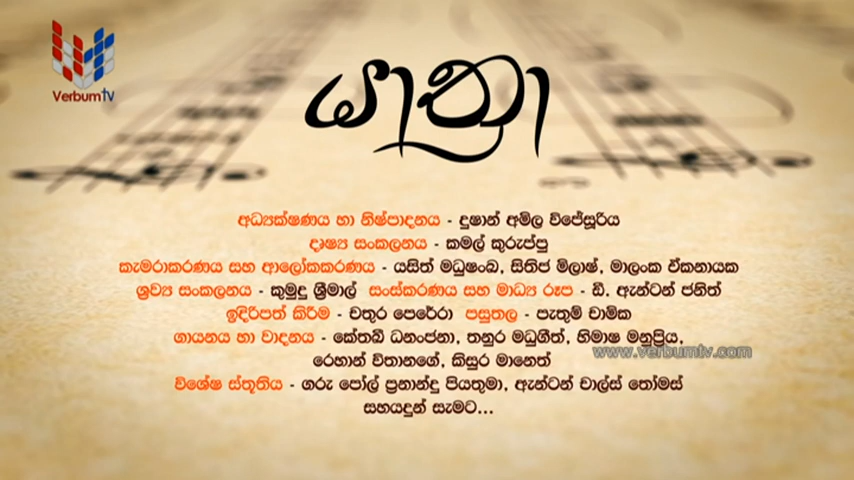 VerbumTV
යාත්‍රා
අධ්‍යක්ෂණය හා නිෂ්පාදනය - දුෂාන් අමිල විජේසූරිය
දෘෂ්‍ය සංකලනය - කමල් කුරුප්පු
කැමරාකරණය සහ ආලෝකකරණය - යසිත් මධුෂංඛ, සිතිජ මිලාෂ්, මාලංක ඒකනායක
ශ්‍රව්‍ය සංකලනය - කුමුදු ශ්‍රීමාල් සංස්කරණය සහ මාධ්‍ය රූප - ඩී. ඇන්ටන් ජනිත්
ඉදිරිපත් කිරීම - චතුර පෙරේරා පසුතල - පැතුම් චාමික
ගායනය හා වාදනය - කේතකී ධනංජනා, තනුර මධුගීත්, හිමාෂ මනුප්‍රිය,
www.verbumtv.com
රෙහාන් විතානගේ, කිසුර මානෙත්
විශේෂ ස්තූතිය - ගරු පෝල් ප්‍රනාන්දු පියතුමා, ඇන්ටන් චාල්ස් තෝමස්
සහයදුන් සැමට...